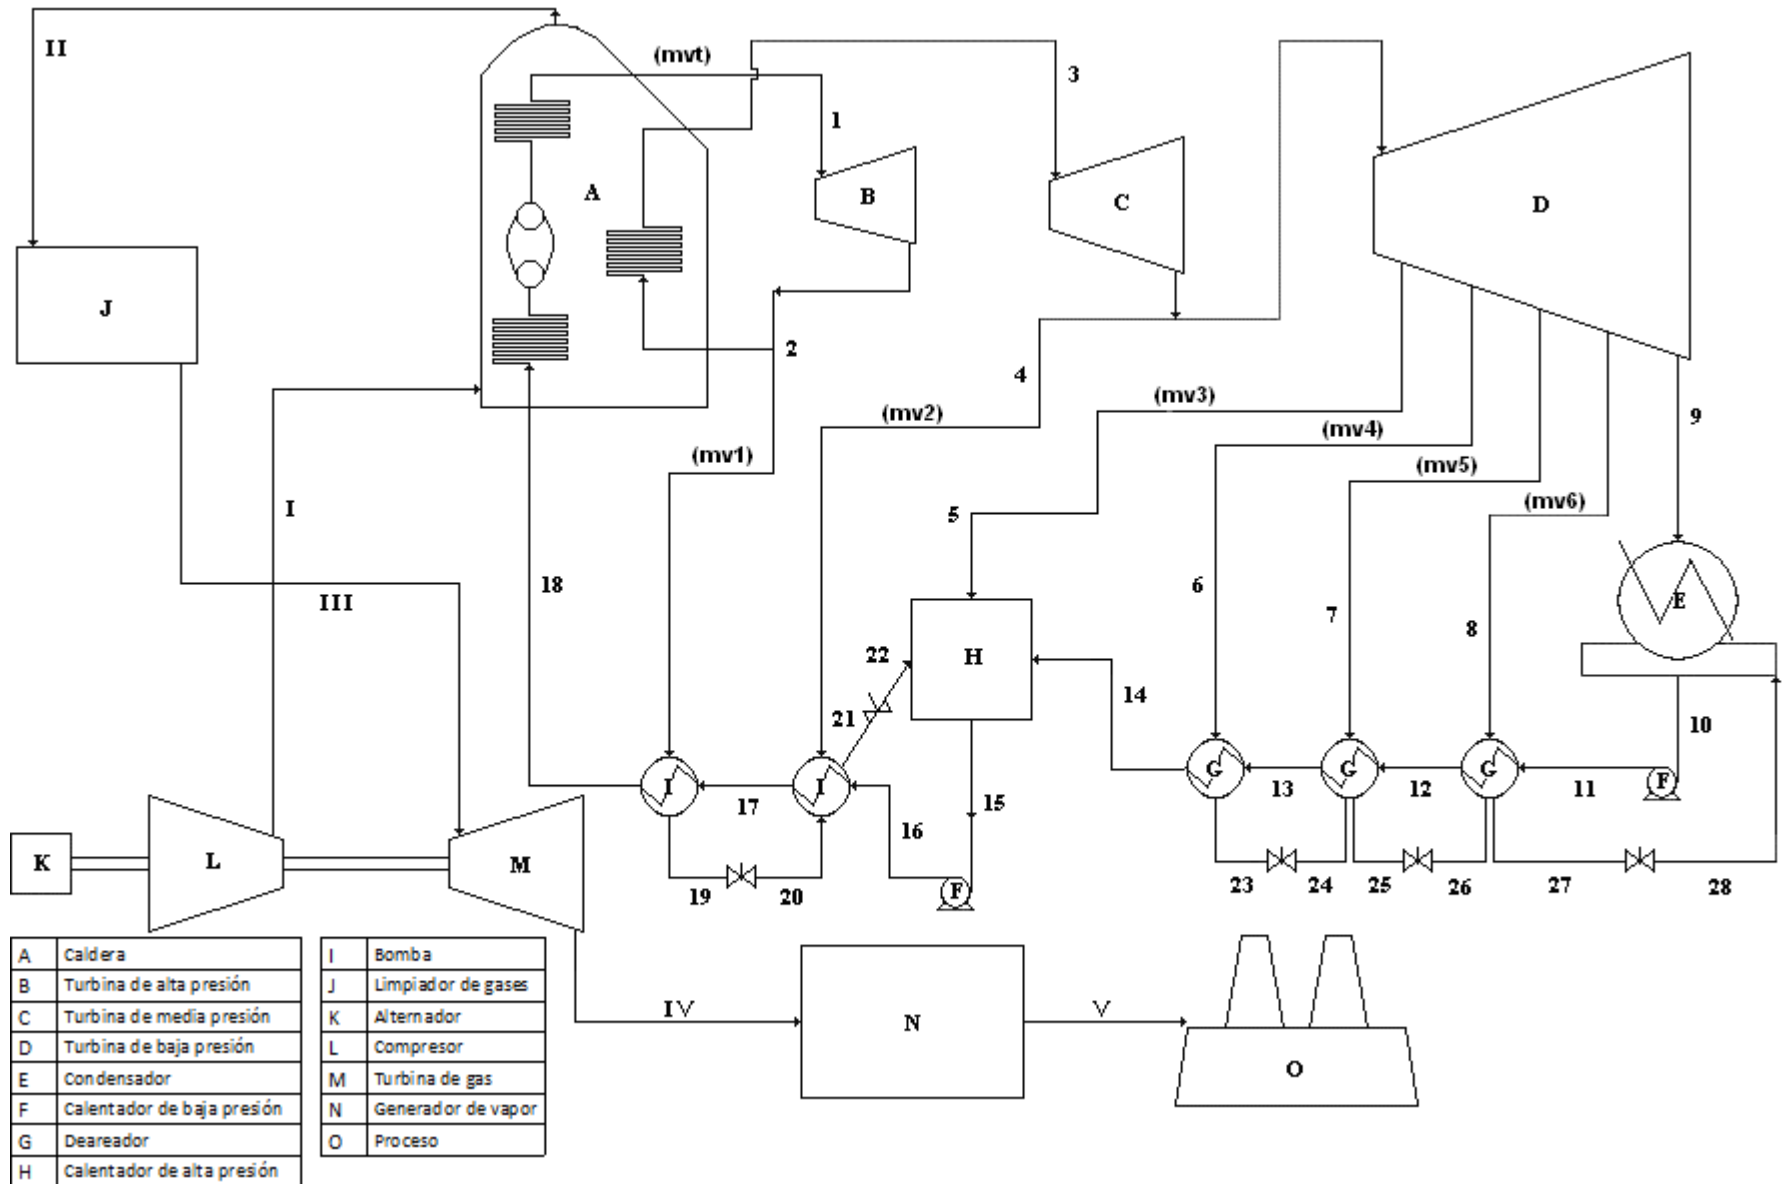 II
(mvt)
3
1
A
B
C
D
J
2
4
(mv3)
(mv2)
9
(mv4)
(mv1)
(mv5)
(mv6)
I
5
18
6
III
7
8
E
22
H
14
21
10
I
I
G
G
G
F
17
13
12
11
15
16
K
L
M
F
19
20
23
24
25
26
27
28
A Caldera
B Turbina de alta presión
C Turbina de media presión
D Turbina de baja presión
E Condensador
F Calentador de baja presión
G Deareador
H Calentador de alta presión
I Bomba
J Limpiador de gases
K Alternador
L Compresor
M Turbina de gas
N Generador de vapor
O Proceso
IV
V
N
O